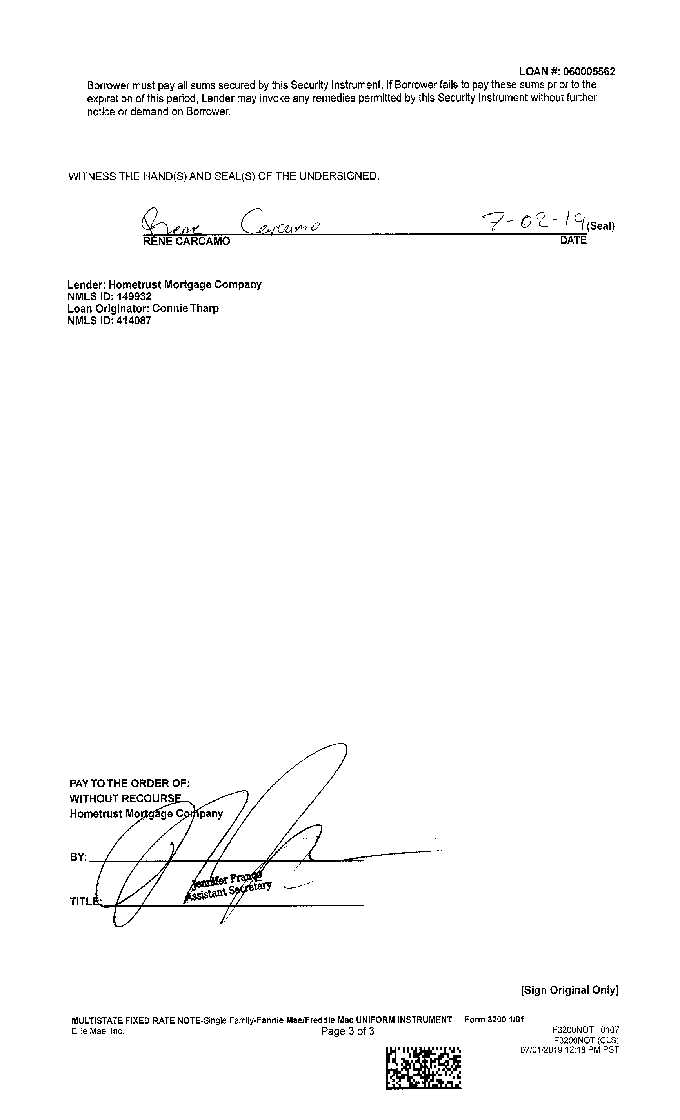 LOAN #: 060005562
Borrower must pay all sums secured by this Security Instrument. If Borrower fails to pay these sums prior to the
expiration of this period, Lender may invoke any remedies permitted by this Security Instrument without further
notice or demand on Borrower.
WITNESS THE HAND(S) AND SEAL(S) OF THE UNDERSIGNED.
Rene Carcamo 7-02-19 (Seal)
RENE CARCAMO DATE
Lender: Hometrust Mortgage Company
NMLS ID: 149932
Loan Originator: Connie Tharp
NMLS ID: 414087
PAY TO THE ORDER OF:
WITHOUT RECOURSE
Hometrust Mortgage Company
BY:
Jennifer Franco
Assistant Secretary
TITLE:
[Sign Original Only]
MULTISTATE FIXED RATE NOTE-Single Family-Fannie Mae/Freddie Mac UNIFORM INSTRUMENT Form 3200 1/01
Ellie Mae, Inc. Page 3 of 3 F3200NOT 0107
F3200NOT (CLS)
07/01/2019 12:18 PM PST